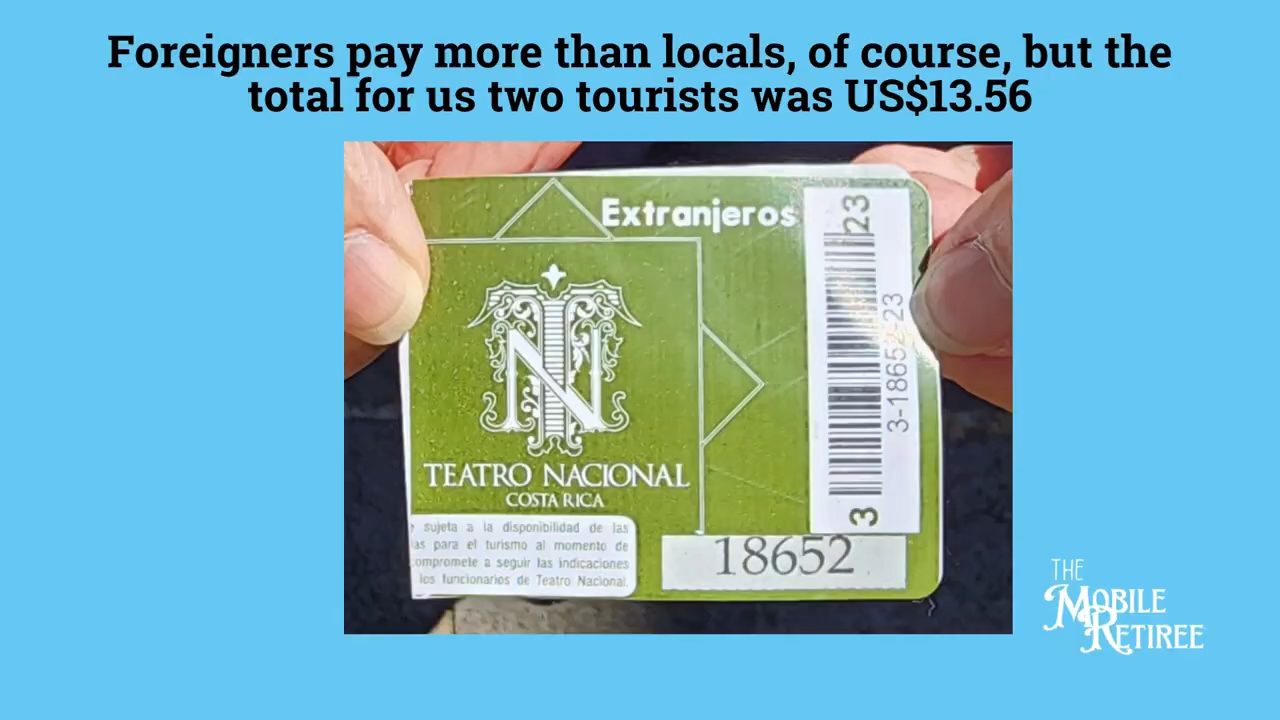 Foreigners pay more than locals, of course, but the
total for us two tourists was US$13.56
Extranjeros
23
3-18652-23
3
TN
TEATRO NACIONAL
COSTA RICA
sujeta a la disponibilidad de las
para el turismo al momento de
a seguir las indicaciones
los funcionarios de Teatro Nacional.
18652
THE
MOBILE
RETIREE